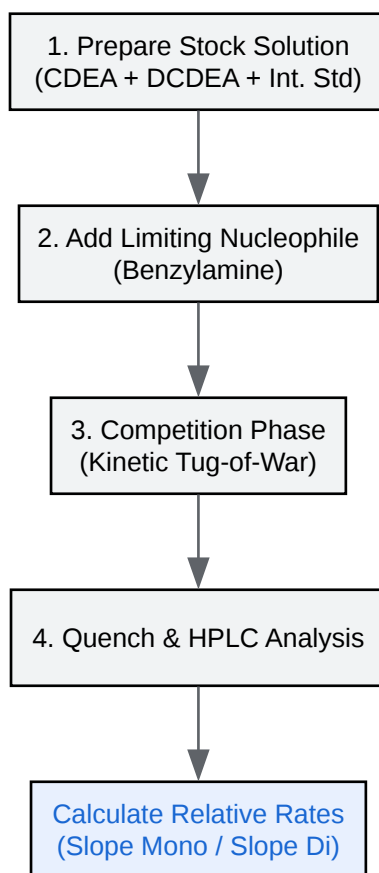 1. Prepare Stock Solution
(CDEA + DCDEA + Int. Std)
2. Add Limiting Nucleophile
(Benzylamine)
3. Competition Phase
(Kinetic Tug-of-War)
4. Quench & HPLC Analysis
Calculate Relative Rates
(Slope Mono / Slope Di)